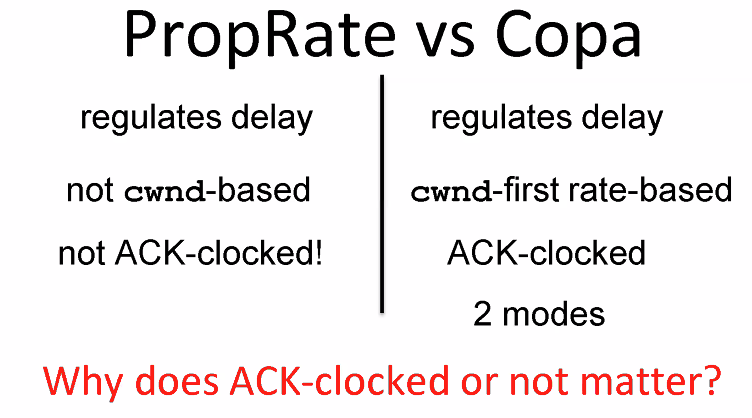 PropRate vs Copa
regulates delay
regulates delay
not cwnd-based
cwnd-first rate-based
not ACK-clocked!
ACK-clocked
2 modes
Why does ACK-clocked or not matter?